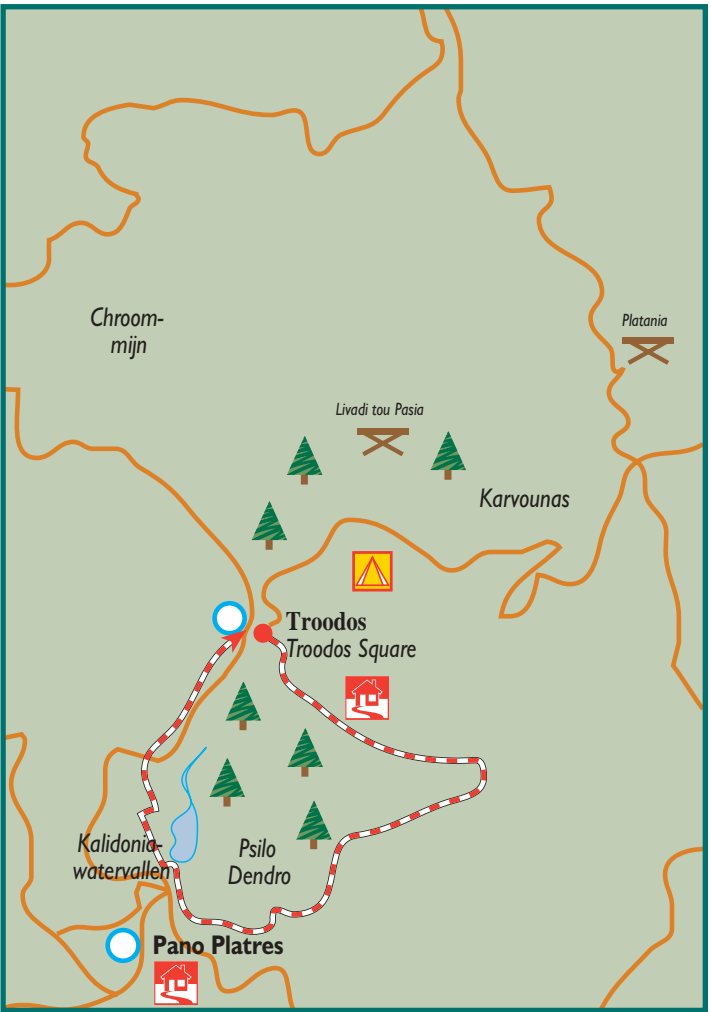 Chroom-
mijn
Platania
Livadi tou Pasia
Karvounas
Troodos
Troodos Square
Kalidonia-
watervallen
Psilo
Dendro
Pano Platres